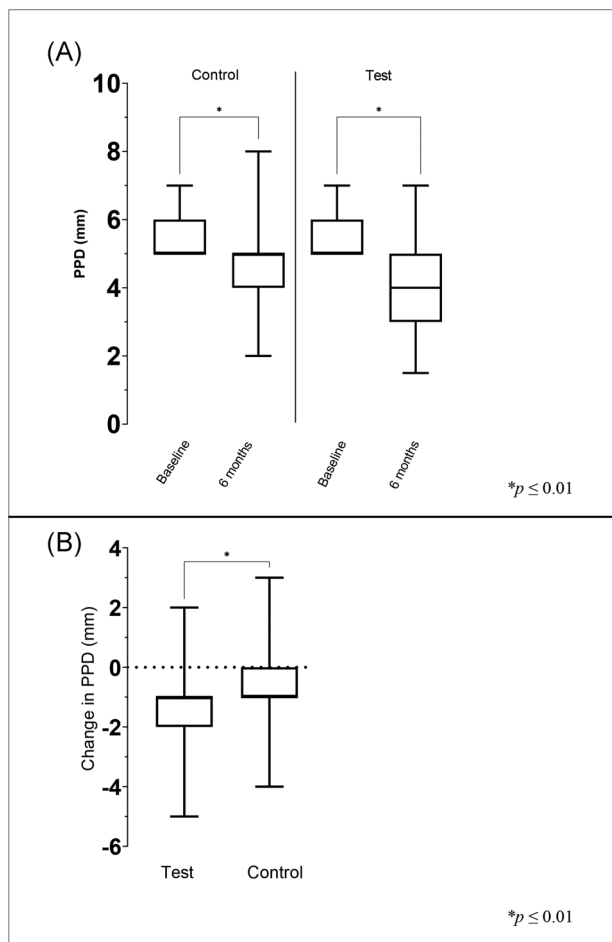 (A)
Control Test
10
8
6
4
2
0
PPD (mm)
* *
Baseline 6 months Baseline 6 months
*p ≤ 0.01
(B)
4
2
0
-2
-4
-6
Change in PPD (mm)
*
Test Control
*p ≤ 0.01